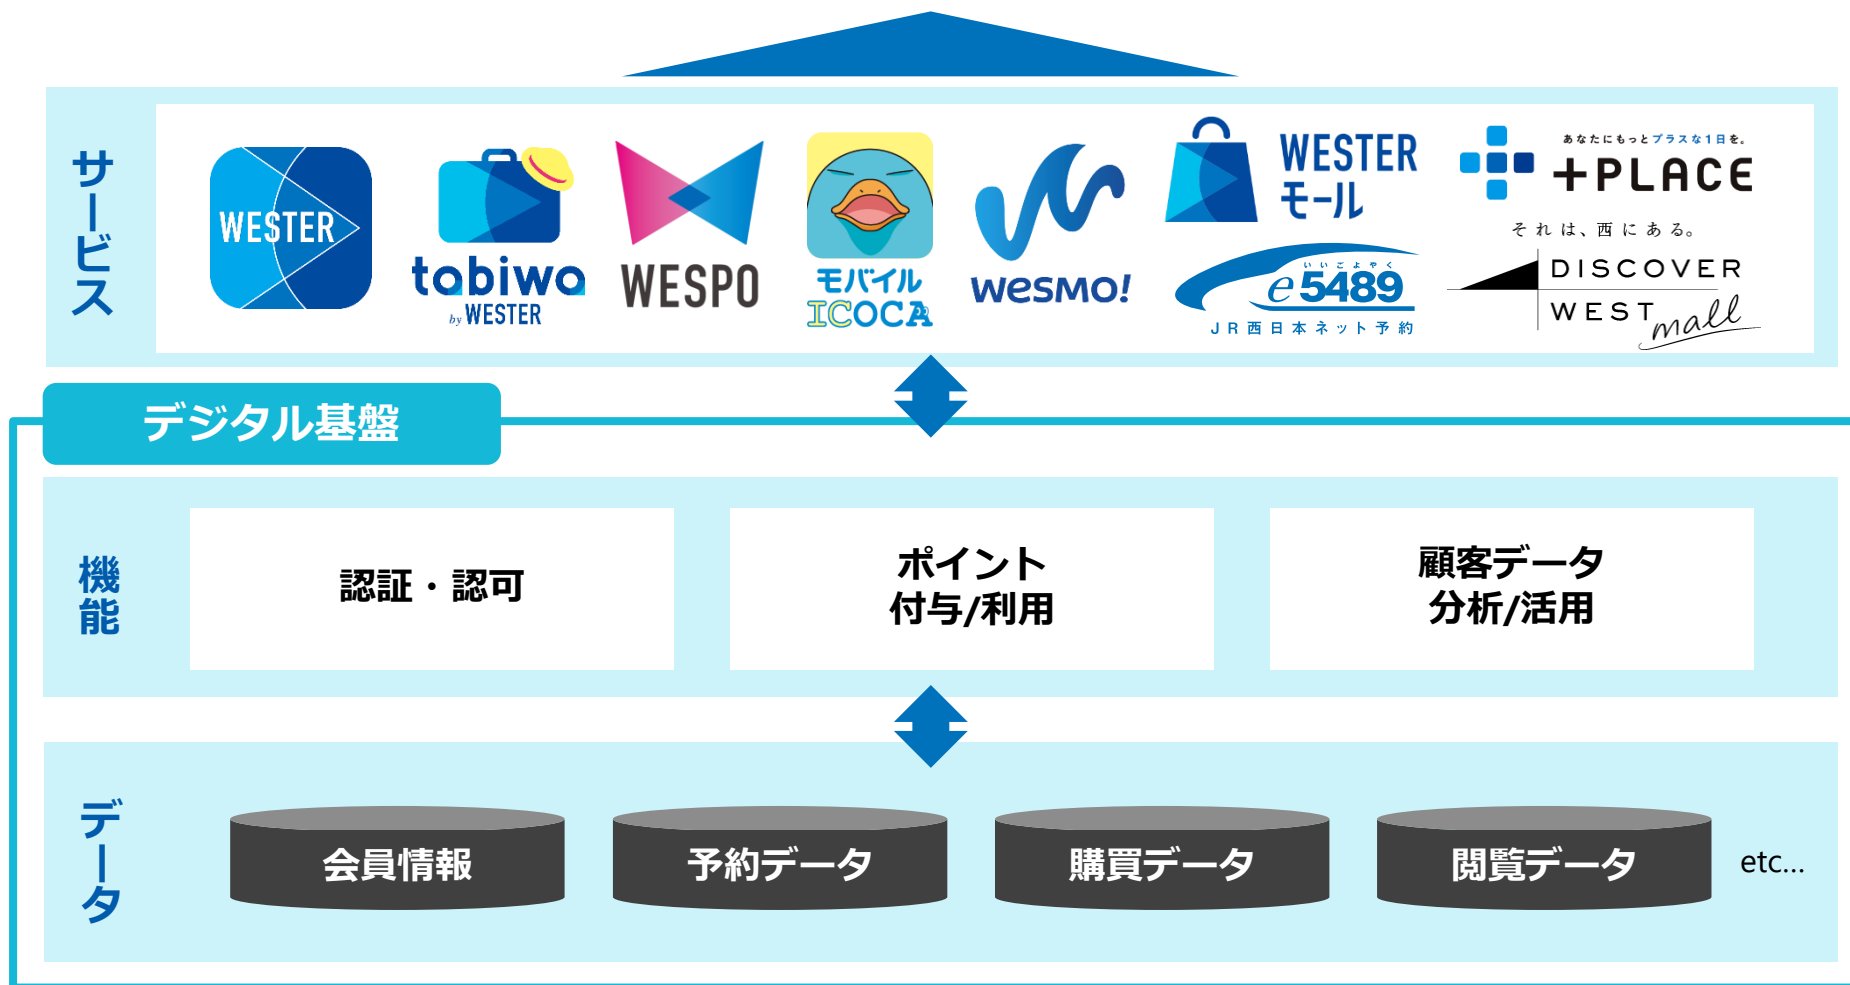 サービス
WESTER
tabiwa
by WESTER
WESPO
モバイル
ICOCA
WESMO!
WESTER
モール
いいごよやく
e5489
JR西日本ネット予約
あなたにもっとプラスな1日を。
+PLACE
それは、西にある。
DISCOVER
WEST
mall
デジタル基盤
機能
認証・認可
ポイント
付与/利用
顧客データ
分析/活用
データ
会員情報
予約データ
購買データ
閲覧データ
etc...